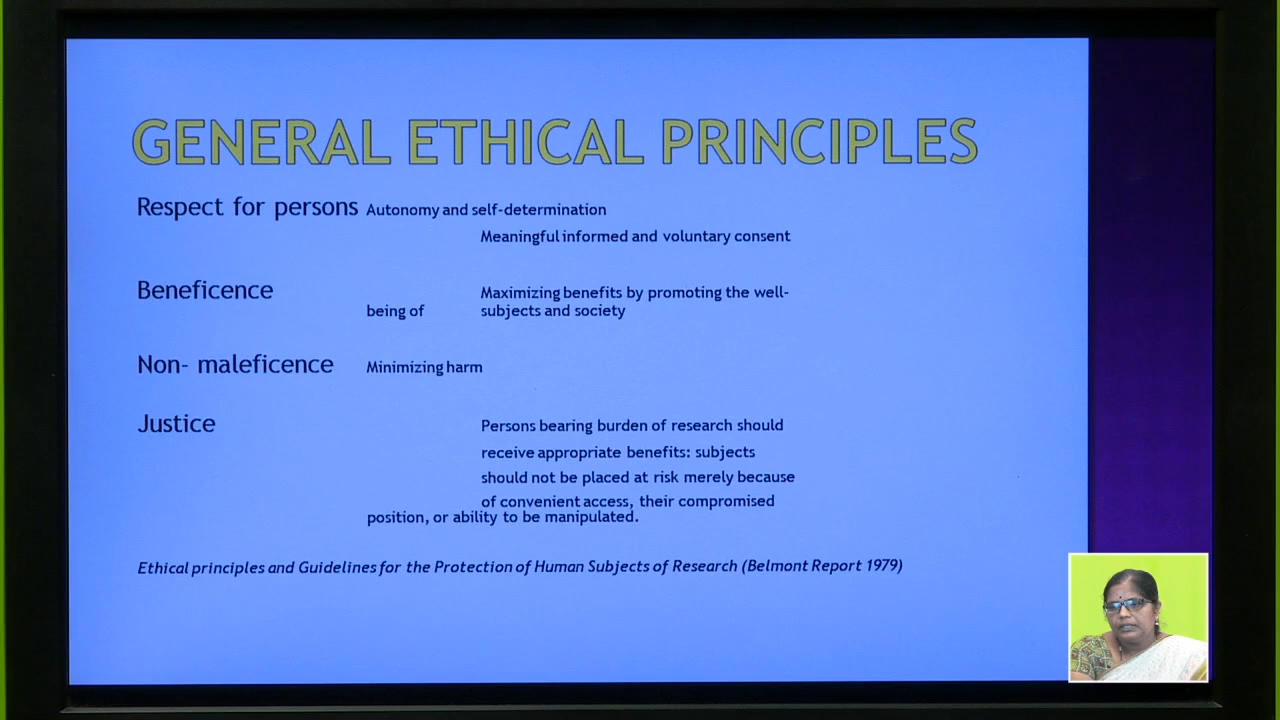 GENERAL ETHICAL PRINCIPLES
Respect for persons Autonomy and self-determination
Meaningful informed and voluntary consent
Beneficence Maximizing benefits by promoting the well-
being of subjects and society
Non- maleficence Minimizing harm
Justice Persons bearing burden of research should
receive appropriate benefits: subjects
should not be placed at risk merely because
of convenient access, their compromised
position, or ability to be manipulated.
Ethical principles and Guidelines for the Protection of Human Subjects of Research (Belmont Report 1979)